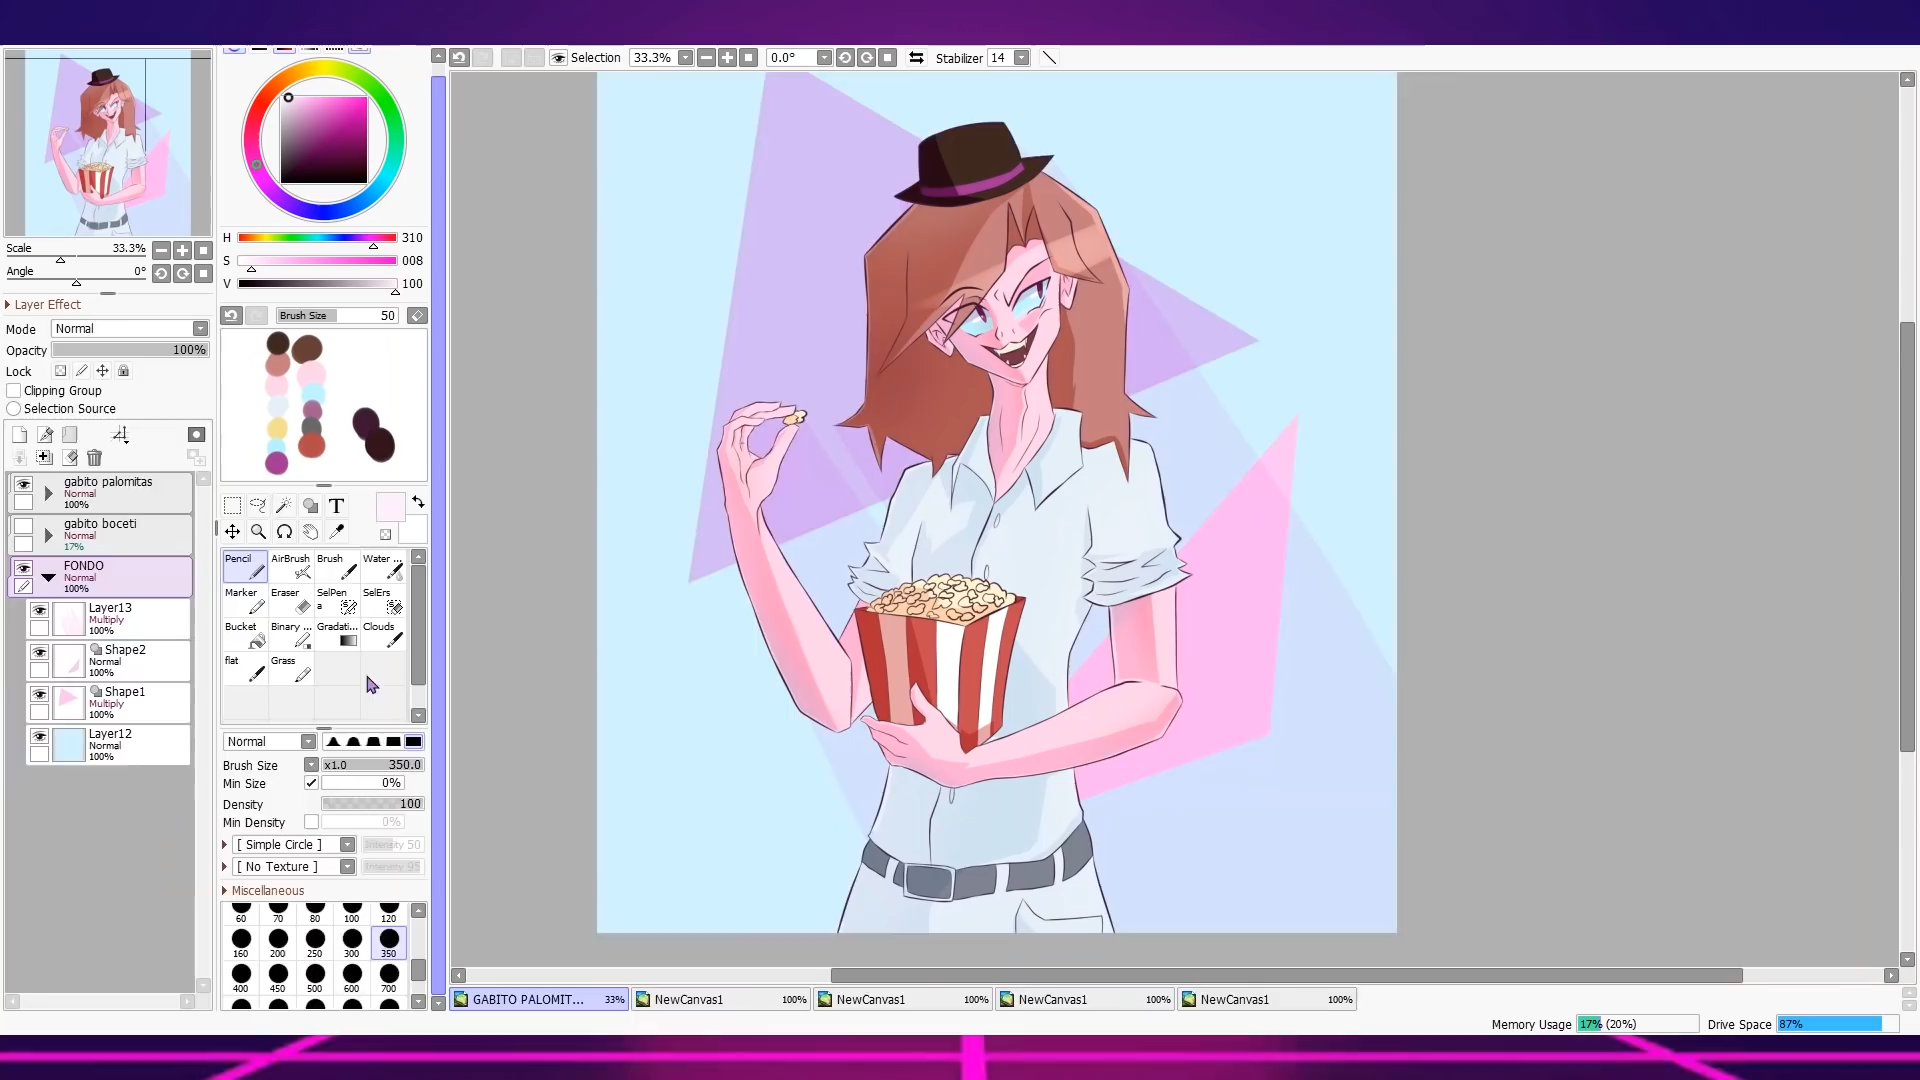 Selection
33.3%
0.0°
Stabilizer 14
Scale 33.3%
Angle 0°
Layer Effect
Mode Normal
Opacity 100%
Lock
Clipping Group
Selection Source
gabito palomitas
Normal
100%
gabito boceti
Normal
17%
FONDO
Normal
100%
Layer13
Multiply
100%
Shape2
Normal
100%
Shape1
Multiply
100%
Layer12
Normal
100%
H 310
S 008
V 100
Brush Size 50
T
Pencil AirBrush Brush Water ...
Marker Eraser SelPen SelErs
a
Bucket Binary ... Gradati... Clouds
flat Grass
Normal
Brush Size x1.0 350.0
Min Size 0%
Density 100
Min Density 0%
[ Simple Circle ] Intensity 50
[ No Texture ] Intensity 95
Miscellaneous
60 70 80 100 120
160 200 250 300 350
400 450 500 600 700
GABITO PALOMIT... 33% NewCanvas1 100% NewCanvas1 100% NewCanvas1 100% NewCanvas1 100%
Memory Usage 17% (20%) Drive Space 87%